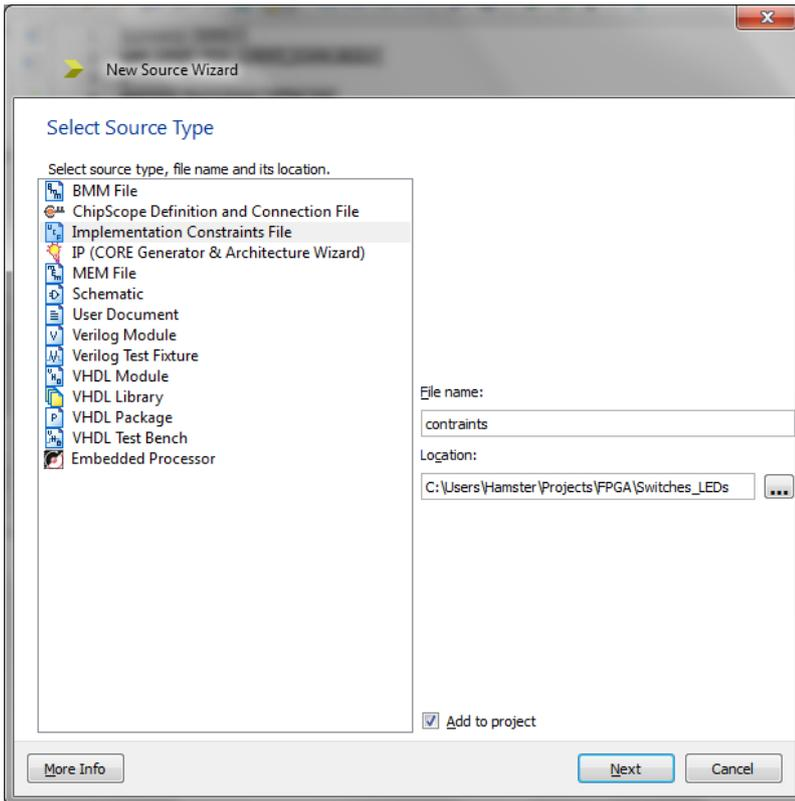 New Source Wizard
Select Source Type
Select source type, file name and its location.
BMM File
ChipScope Definition and Connection File
Implementation Constraints File
IP (CORE Generator & Architecture Wizard)
MEM File
Schematic
User Document
Verilog Module
Verilog Test Fixture
VHDL Module
VHDL Library
VHDL Package
VHDL Test Bench
Embedded Processor
File name:
contraints
Location:
C:\Users\Hamster\Projects\FPGA\Switches_LEDs
...
Add to project
More Info
Next
Cancel